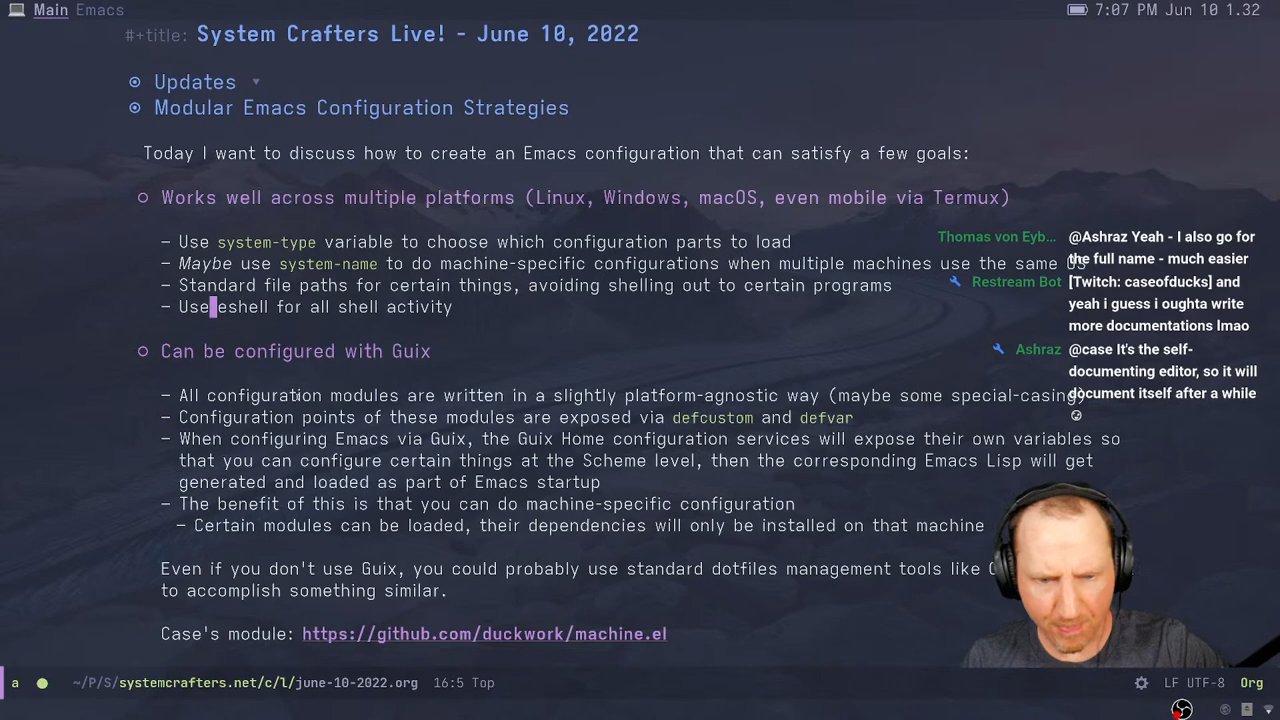 Main Emacs
7:07 PM Jun 10 1.32
#+title: System Crafters Live! - June 10, 2022
Updates
Modular Emacs Configuration Strategies
Today I want to discuss how to create an Emacs configuration that can satisfy a few goals:
Works well across multiple platforms (Linux, Windows, macOS, even mobile via Termux)
- Use system-type variable to choose which configuration parts to load
- Maybe use system-name to do machine-specific configurations when multiple machines use the same OS
- Standard file paths for certain things, avoiding shelling out to certain programs
- Use eshell for all shell activity
Can be configured with Guix
- All configuration modules are written in a slightly platform-agnostic way (maybe some special-casing)
- Configuration points of these modules are exposed via defcustom and defvar
- When configuring Emacs via Guix, the Guix Home configuration services will expose their own variables so
that you can configure certain things at the Scheme level, then the corresponding Emacs Lisp will get
generated and loaded as part of Emacs startup
- The benefit of this is that you can do machine-specific configuration
- Certain modules can be loaded, their dependencies will only be installed on that machine
Even if you don't use Guix, you could probably use standard dotfiles management tools like
to accomplish something similar.
Case's module: https://github.com/duckwork/machine.el
Thomas von Eyb... @Ashraz Yeah - I also go for
the full name - much easier
Restream Bot [Twitch: caseofducks] and
yeah i guess i oughta write
more documentations lmao
Ashraz @case It's the self-
documenting editor, so it will
document itself after a while
a ~/P/S/systemcrafters.net/c/l/june-10-2022.org 16:5 Top
LF UTF-8 Org